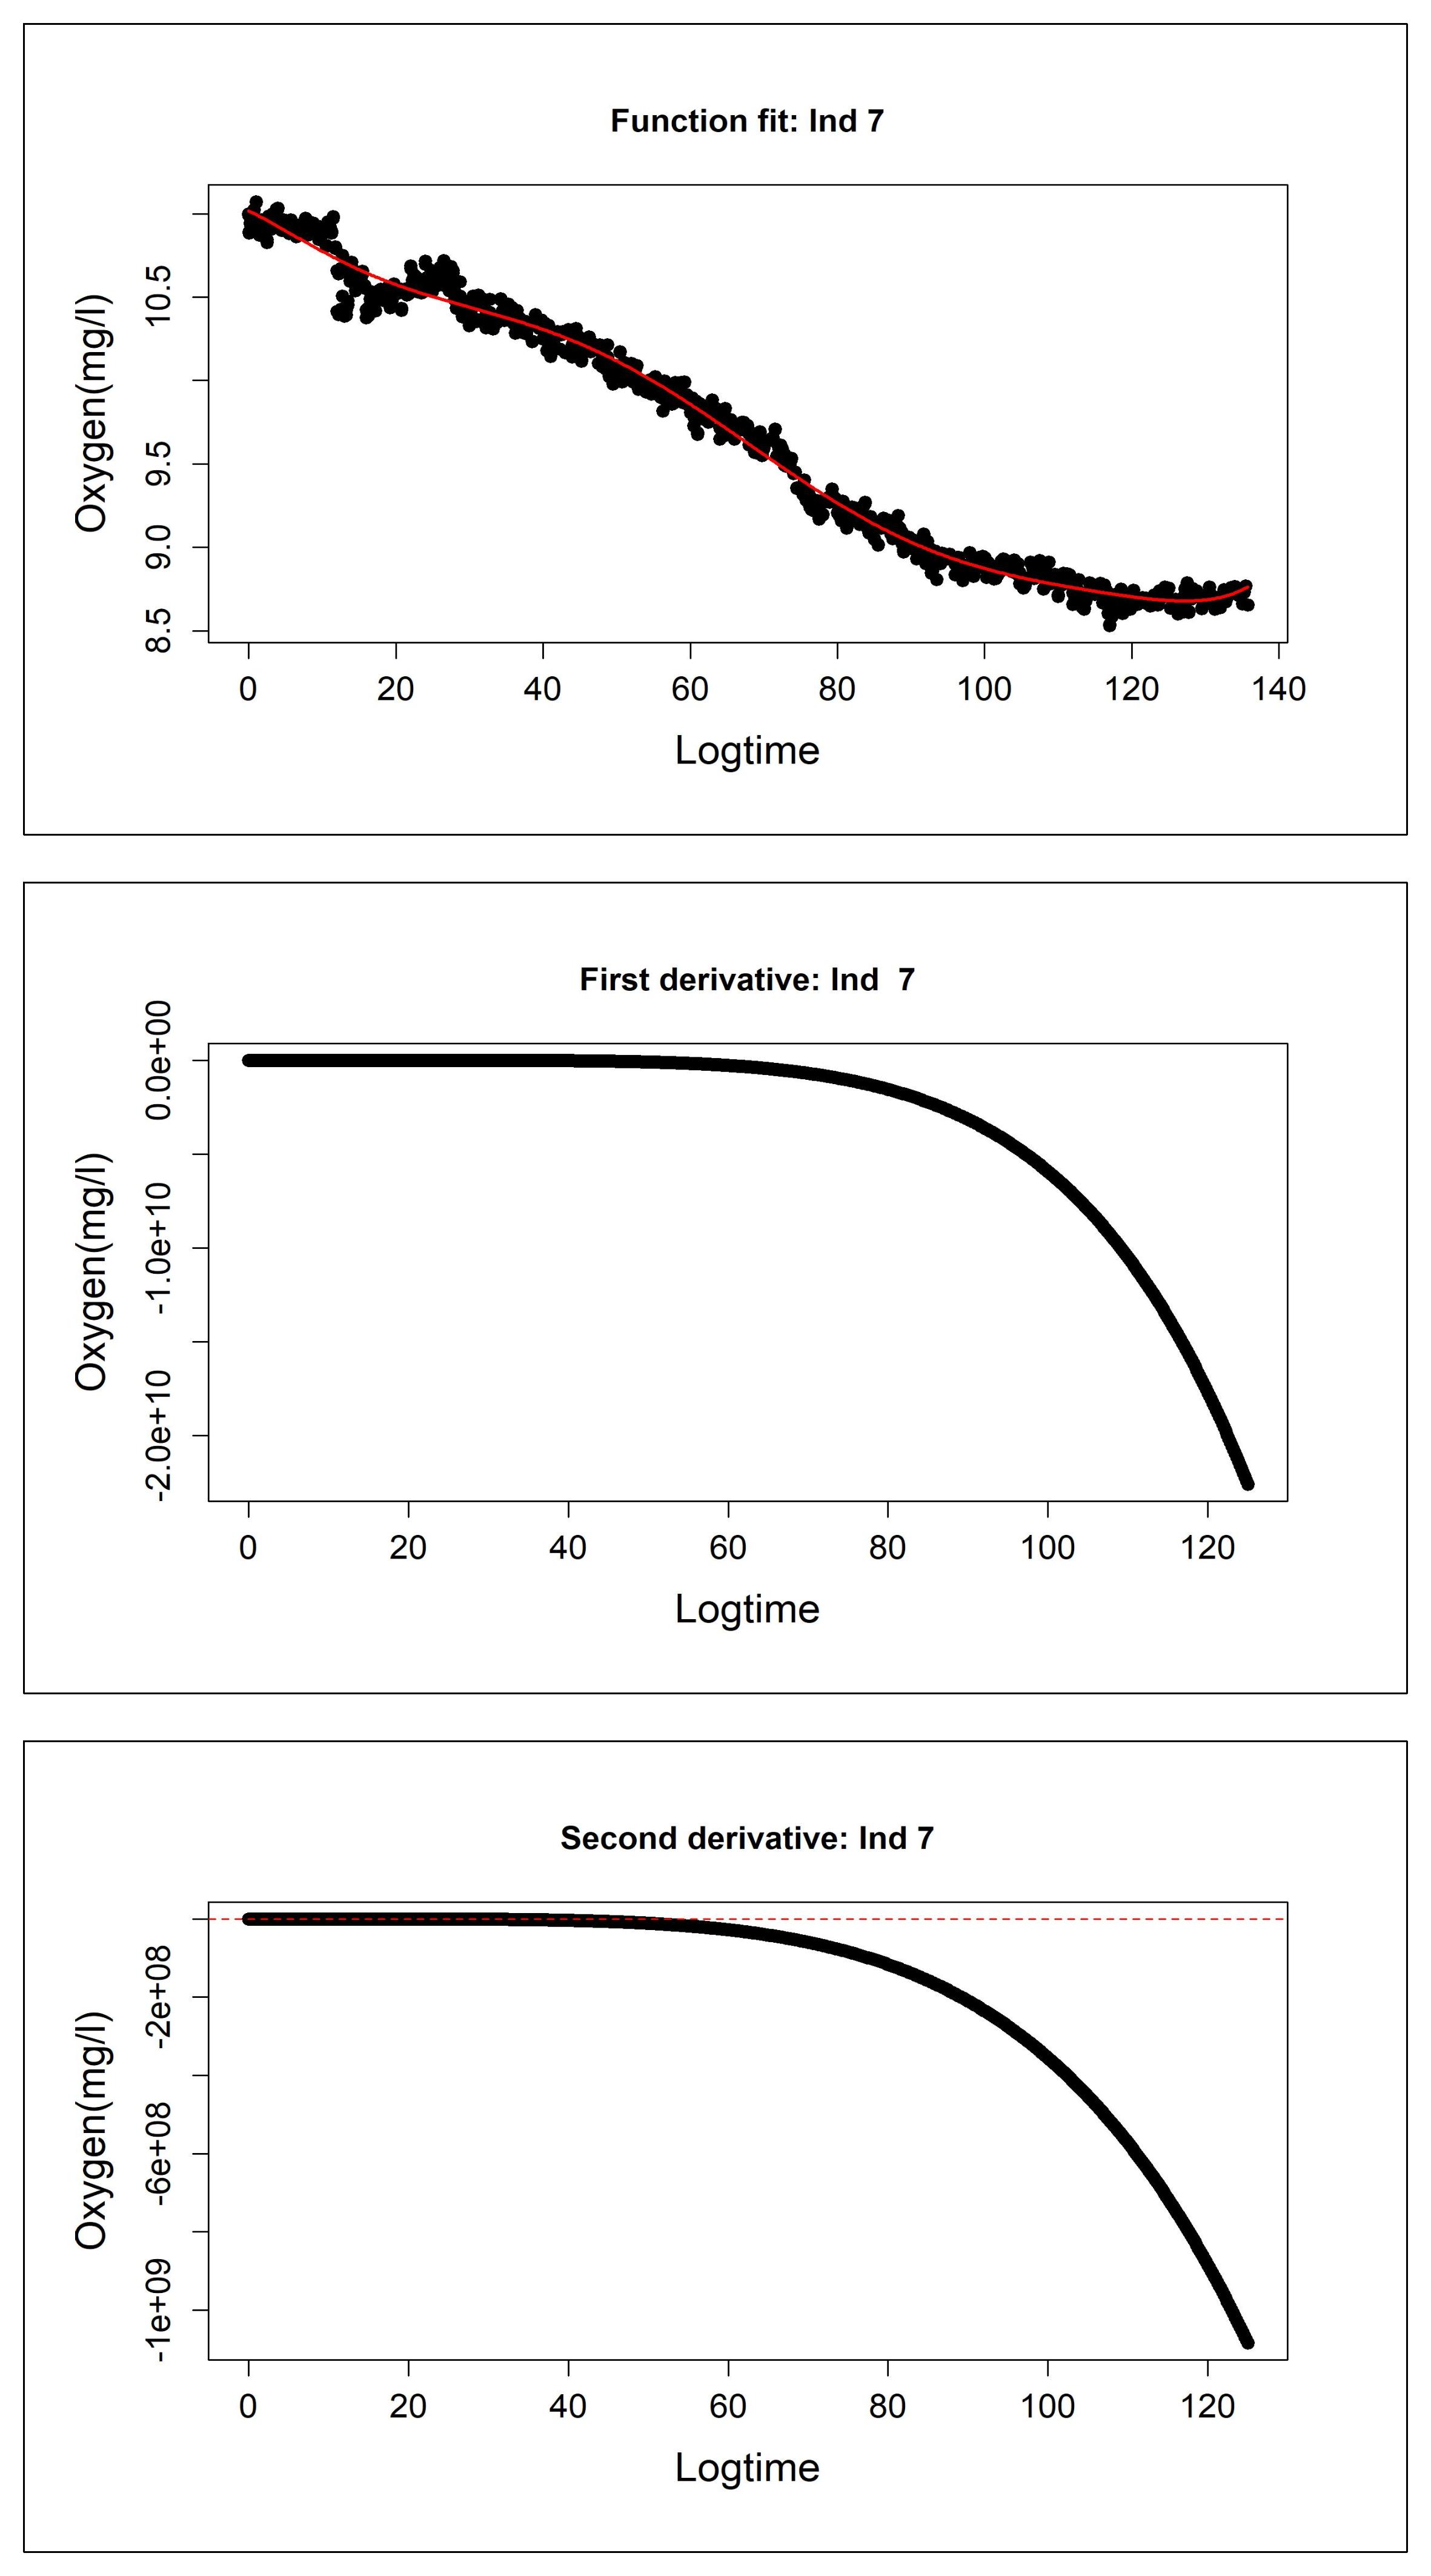 Function fit: Ind 7
Oxygen(mg/l)
10.5
9.5
9.0
8.5
0 20 40 60 80 100 120 140
Logtime
First derivative: Ind  7
Oxygen(mg/l)
0.0e+00
-1.0e+10
-2.0e+10
0 20 40 60 80 100 120
Logtime
Second derivative: Ind 7
Oxygen(mg/l)
-2e+08
-6e+08
-1e+09
0 20 40 60 80 100 120
Logtime